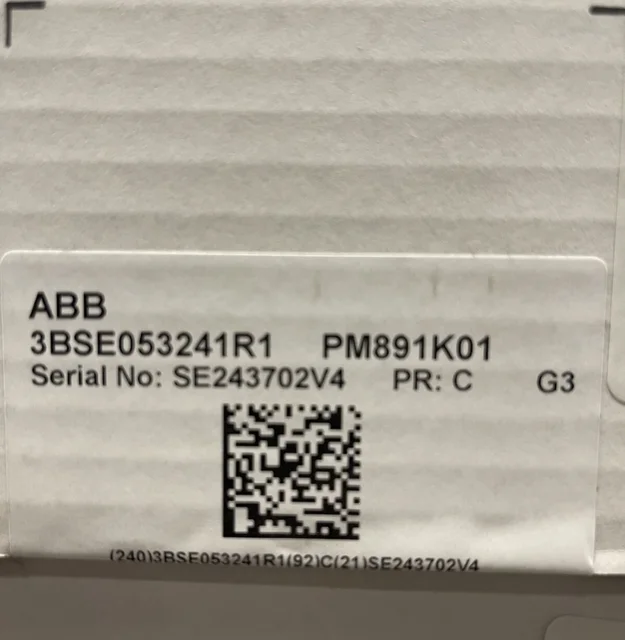 ABB
3BSE053241R1 PM891K01
Serial No: SE243702V4 PR: C G3
(240)3BSE053241R1(92)C(21)SE243702V4